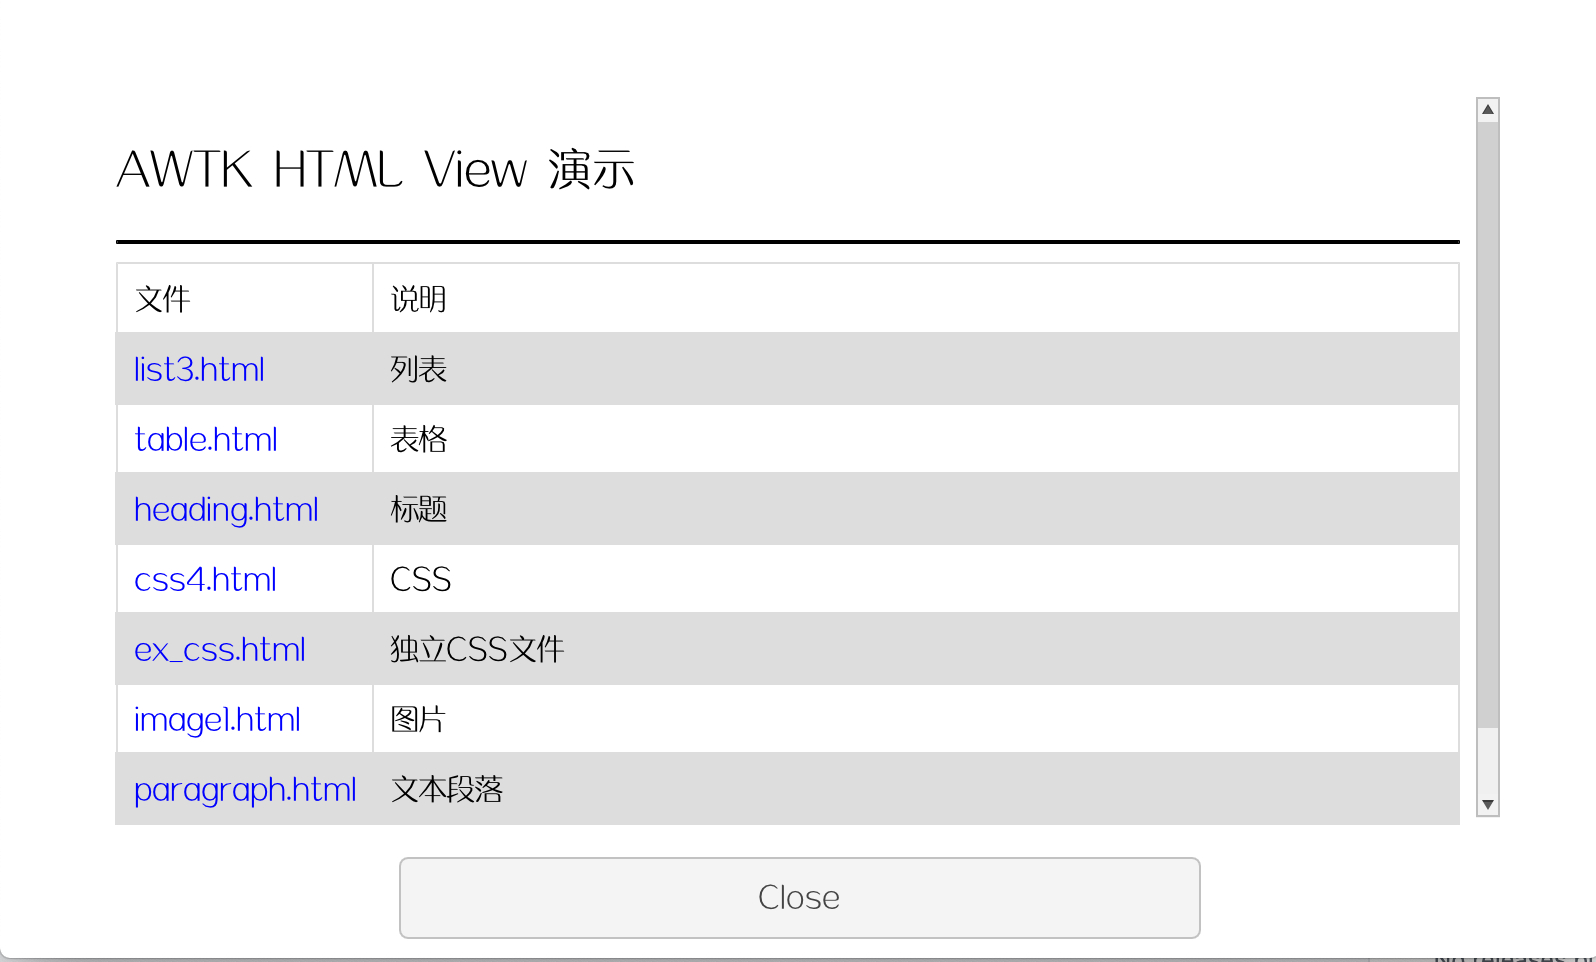 AWTK HTML View 演示
文件 说明
list3.html 列表
table.html 表格
heading.html 标题
css4.html CSS
ex_css.html 独立CSS文件
image1.html 图片
paragraph.html 文本段落
Close
No releases